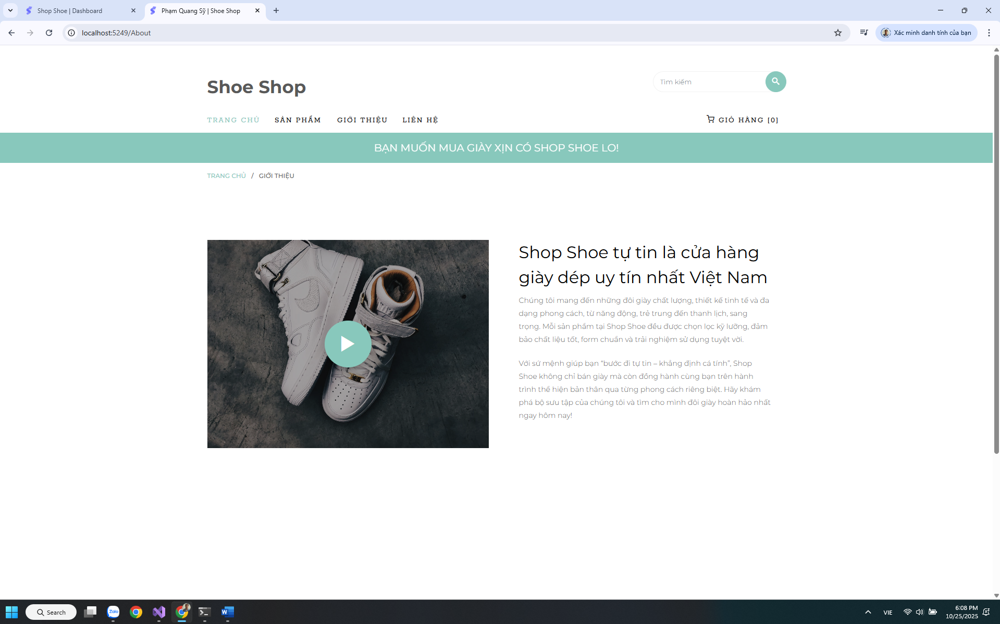 Shop Shoe | Dashboard
Phạm Quang Sỹ | Shoe Shop
localhost:5249/About
Xác minh danh tính của bạn
Shoe Shop
Tìm kiếm
TRANG CHỦ
SẢN PHẨM
GIỚI THIỆU
LIÊN HỆ
GIỎ HÀNG [0]
BẠN MUỐN MUA GIÀY XỊN CÓ SHOP SHOE LO!
TRANG CHỦ / GIỚI THIỆU
Shop Shoe tự tin là cửa hàng
giày dép uy tín nhất Việt Nam
Chúng tôi mang đến những đôi giày chất lượng, thiết kế tinh tế và đa
dạng phong cách, từ năng động, trẻ trung đến thanh lịch, sang
trọng. Mỗi sản phẩm tại Shop Shoe đều được chọn lọc kỹ lưỡng, đảm
bảo chất liệu tốt, form chuẩn và trải nghiệm sử dụng tuyệt vời.
Với sứ mệnh giúp bạn “bước đi tự tin – khẳng định cá tính”, Shop
Shoe không chỉ bán giày mà còn đồng hành cùng bạn trên hành
trình thể hiện bản thân qua từng phong cách riêng biệt. Hãy khám
phá bộ sưu tập của chúng tôi và tìm cho mình đôi giày hoàn hảo nhất
ngay hôm nay!
Search
Zalo
VIE
6:08 PM
10/25/2025